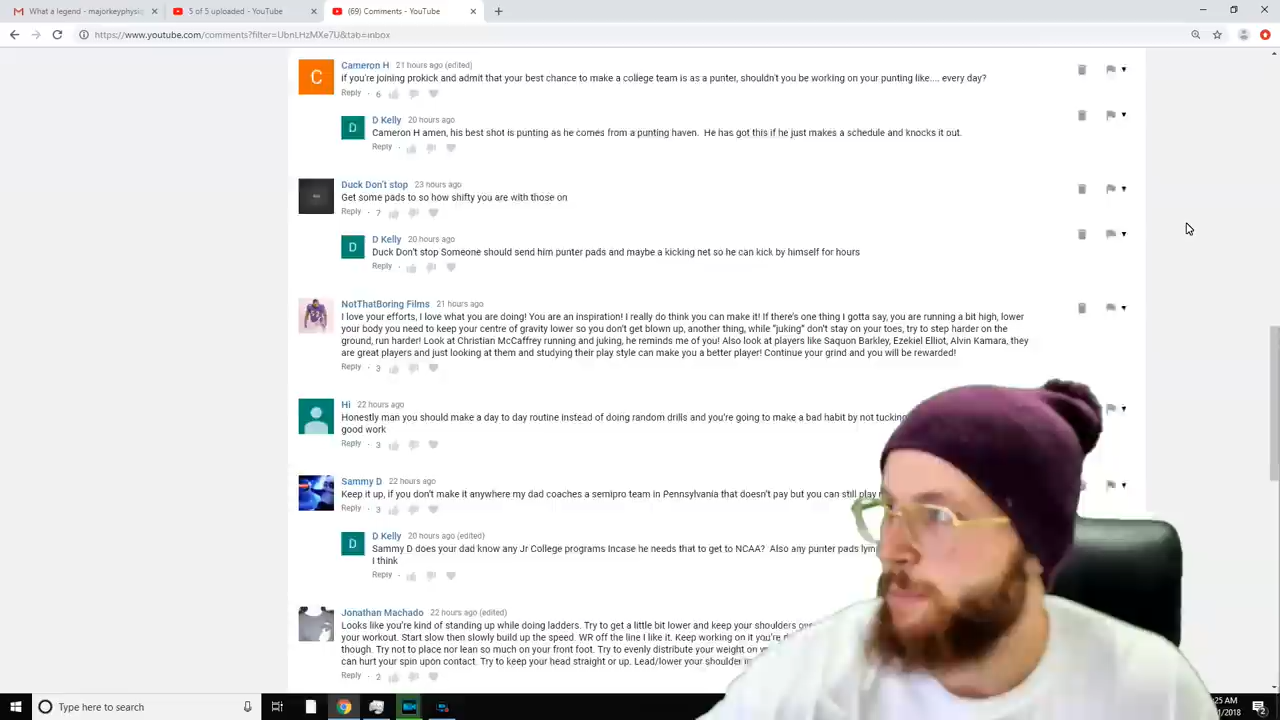 What a legend - majorkeyphysiq
5 of 5 uploaded - YouTube
(69) Comments - YouTube
https://www.youtube.com/comments?filter=UbnLHzMXe7U&tab=inbox
Cameron H 21 hours ago (edited)
if you're joining prokick and admit that your best chance to make a college team is as a punter, shouldn't you be working on your punting like.... every day?
Reply · 6
D Kelly 20 hours ago
Cameron H amen, his best shot is punting as he comes from a punting haven. He has got this if he just makes a schedule and knocks it out.
Reply ·
Duck Don't stop 23 hours ago
Get some pads to so how shifty you are with those on
Reply · 7
D Kelly 20 hours ago
Duck Don't stop Someone should send him punter pads and maybe a kicking net so he can kick by himself for hours
Reply ·
NotThatBoring Films 21 hours ago
I love your efforts, I love what you are doing! You are an inspiration! I really do think you can make it! If there's one thing I gotta say, you are running a bit high, lower
your body you need to keep your centre of gravity lower so you don't get blown up, another thing, while “juking” don't stay on your toes, try to step harder on the
ground, run harder! Look at Christian McCaffrey running and juking, he reminds me of you! Also look at players like Saquon Barkley, Ezekiel Elliot, Alvin Kamara, they
are great players and just looking at them and studying their play style can make you a better player! Continue your grind and you will be rewarded!
Reply · 3
Hi 22 hours ago
Honestly man you should make a day to day routine instead of doing random drills and you're going to make a bad habit by not tucking
good work
Reply · 3
Sammy D 22 hours ago
Keep it up, if you don't make it anywhere my dad coaches a semipro team in Pennsylvania that doesn't pay but you can still play
Reply · 3
D Kelly 20 hours ago (edited)
Sammy D does your dad know any Jr College programs Incase he needs that to get to NCAA? Also any punter pads
I think
Reply ·
Jonathan Machado 22 hours ago (edited)
Looks like you're kind of standing up while doing ladders. Try to get a little bit lower and keep your shoulders
your workout. Start slow then slowly build up the speed. WR off the line I like it. Keep working on it you're
though. Try not to place nor lean so much on your front foot. Try to evenly distribute your weight on
can hurt your spin upon contact. Try to keep your head straight or up. Lead/lower your shoulder
Reply · 2
Type here to search
:25 AM
/2018